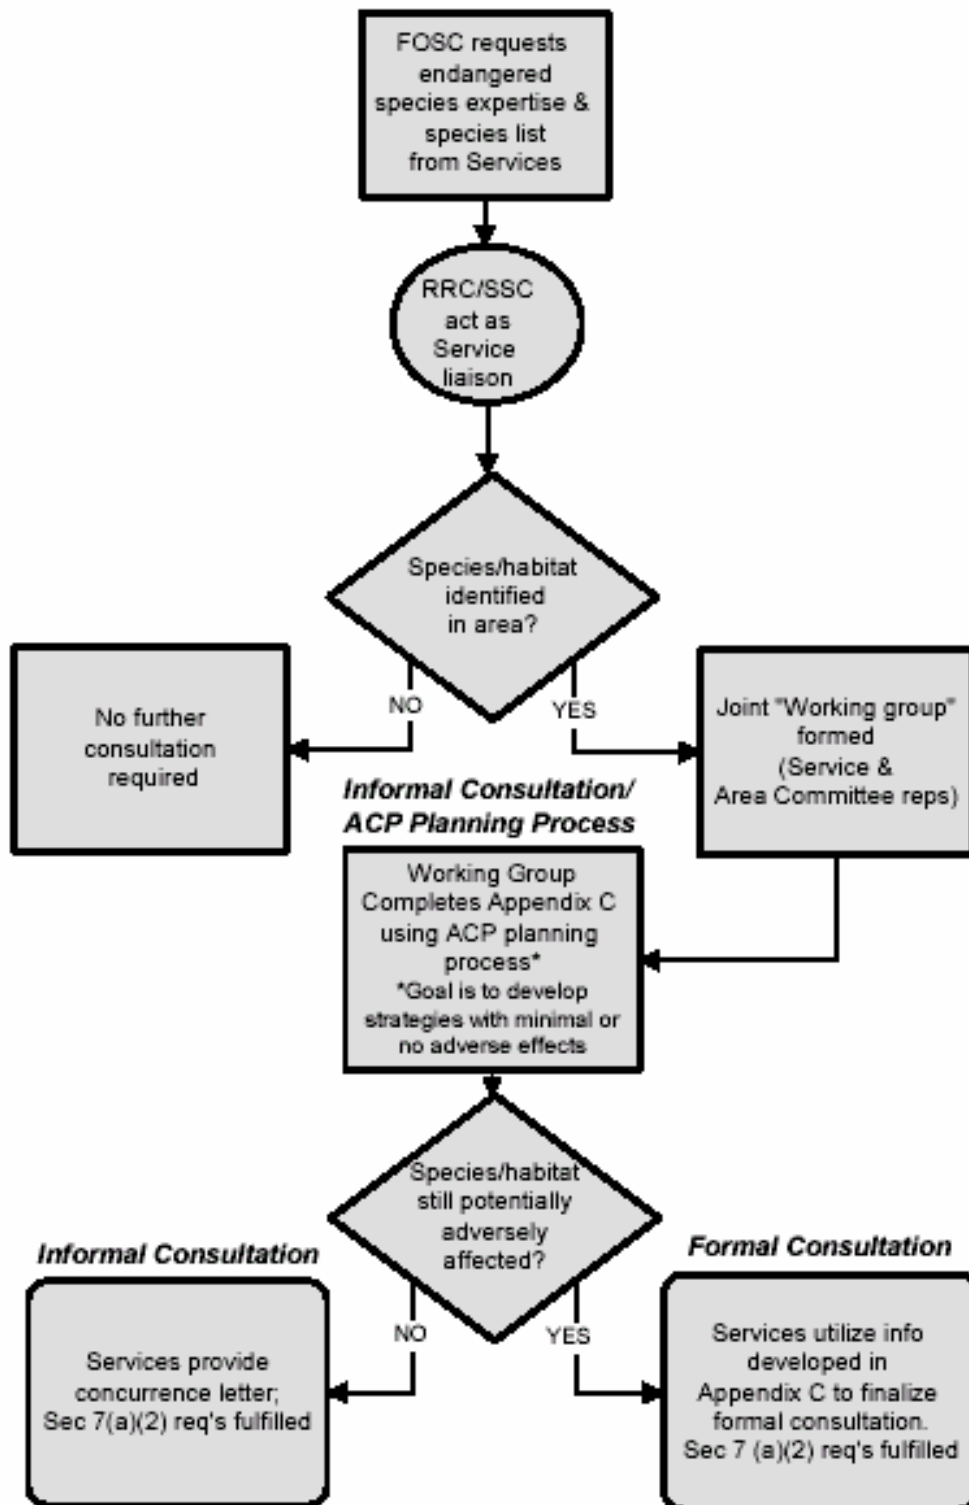 FOSC requests
endangered
species expertise &
species list
from Services
RRC/SSC
act as
Service
liaison
Species/habitat
identified
in area?
NO
YES
No further
consultation
required
Joint "Working group"
formed
(Service &
Area Committee reps)
Informal Consultation/
ACP Planning Process
Working Group
Completes Appendix C
using ACP planning
process*
*Goal is to develop
strategies with minimal or
no adverse effects
Species/habitat
still potentially
adversely
affected?
NO
YES
Informal Consultation
Services provide
concurrence letter;
Sec 7(a)(2) req's fulfilled
Formal Consultation
Services utilize info
developed in
Appendix C to finalize
formal consultation.
Sec 7 (a)(2) req's fulfilled